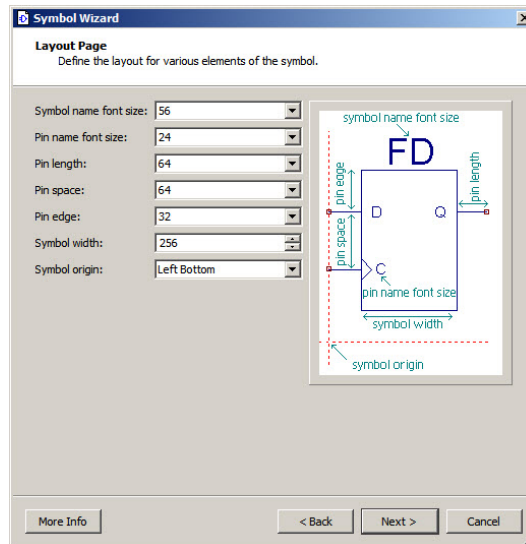 Symbol Wizard
Layout Page
Define the layout for various elements of the symbol.
Symbol name font size: 56
Pin name font size: 24
Pin length: 64
Pin space: 64
Pin edge: 32
Symbol width: 256
Symbol origin: Left Bottom
symbol name font size
FD
pin edge
pin length
D Q
pin space
C
pin name font size
symbol width
symbol origin
More Info < Back Next > Cancel